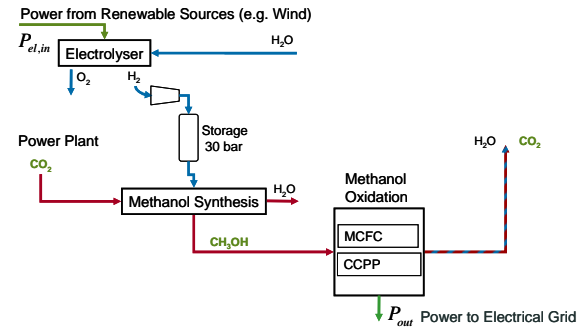 Power from Renewable Sources (e.g. Wind)
P_el,in
Electrolyser
H₂O
O₂
H₂
Storage
30 bar
Power Plant
CO₂
Methanol Synthesis
H₂O
CH₃OH
Methanol
Oxidation
MCFC
CCPP
H₂O CO₂
P_out Power to Electrical Grid